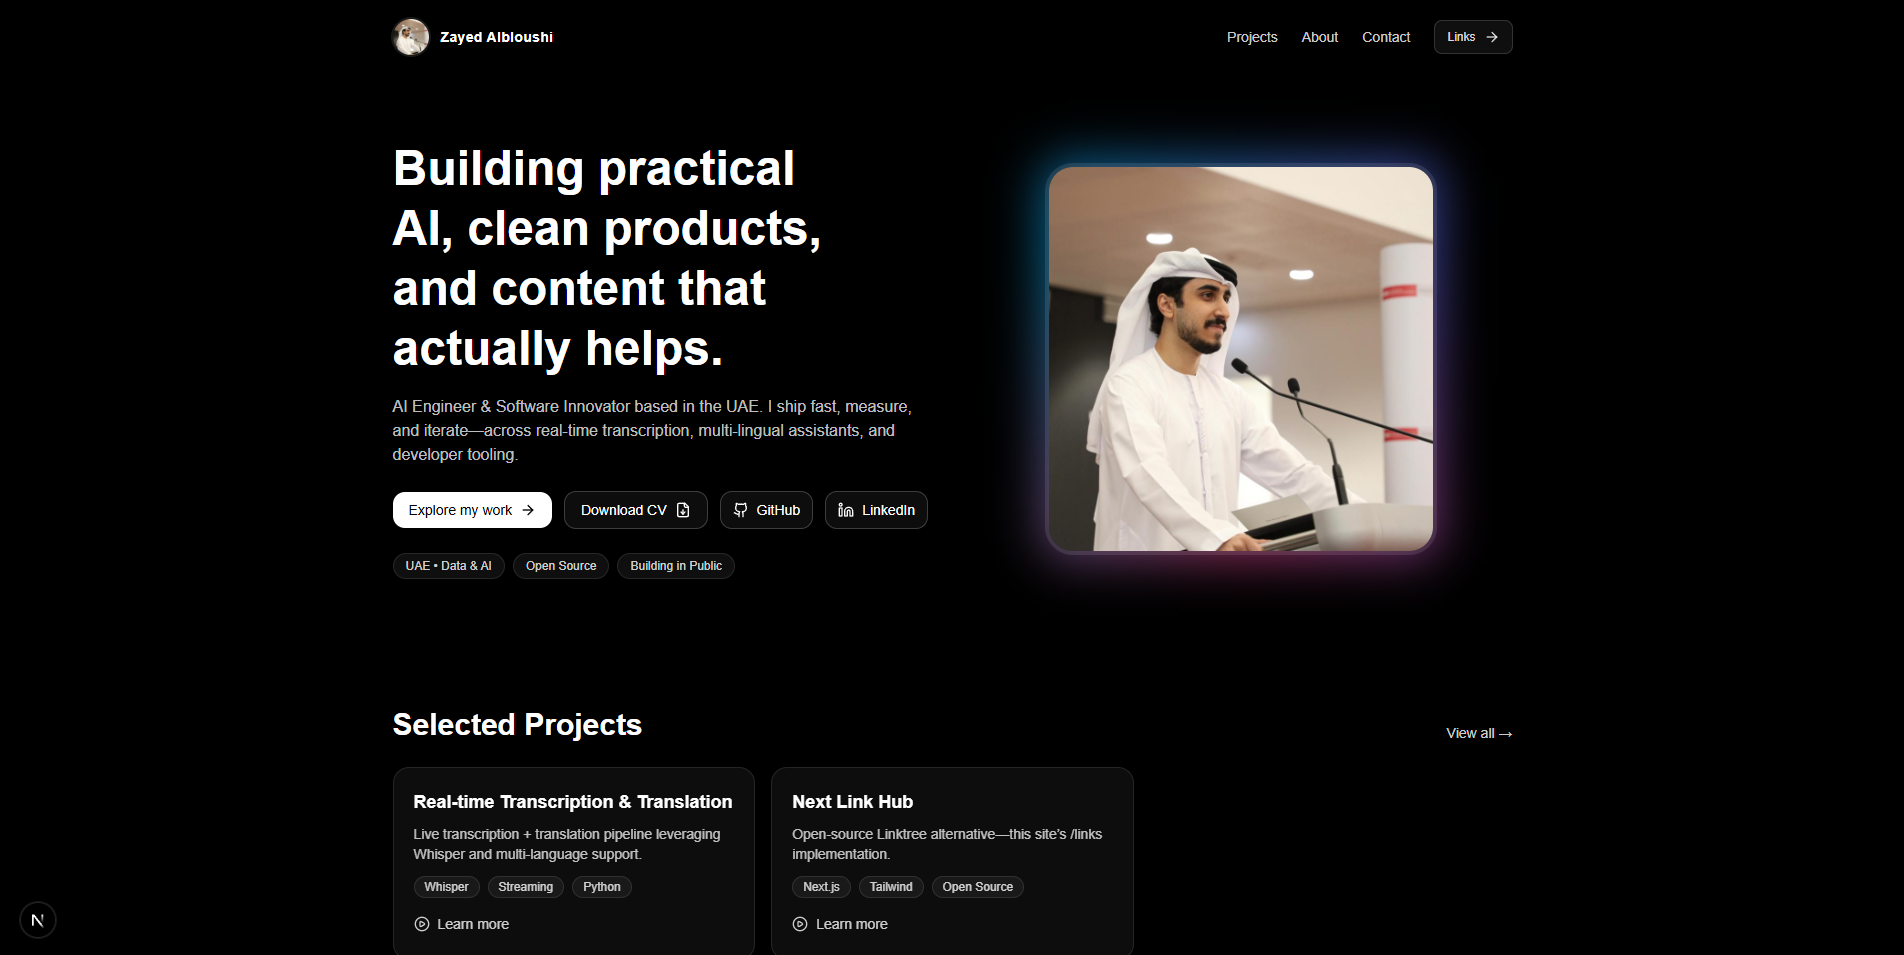 Zayed Albloushi
Projects
About
Contact
Links →
Building practical
AI, clean products,
and content that
actually helps.
AI Engineer & Software Innovator based in the UAE. I ship fast, measure,
and iterate—across real-time transcription, multi-lingual assistants, and
developer tooling.
Explore my work →
Download CV
GitHub
LinkedIn
UAE • Data & AI
Open Source
Building in Public
Selected Projects
View all →
Real-time Transcription & Translation
Live transcription + translation pipeline leveraging
Whisper and multi-language support.
Whisper
Streaming
Python
Learn more
Next Link Hub
Open-source Linktree alternative—this site's /links
implementation.
Next.js
Tailwind
Open Source
Learn more
N